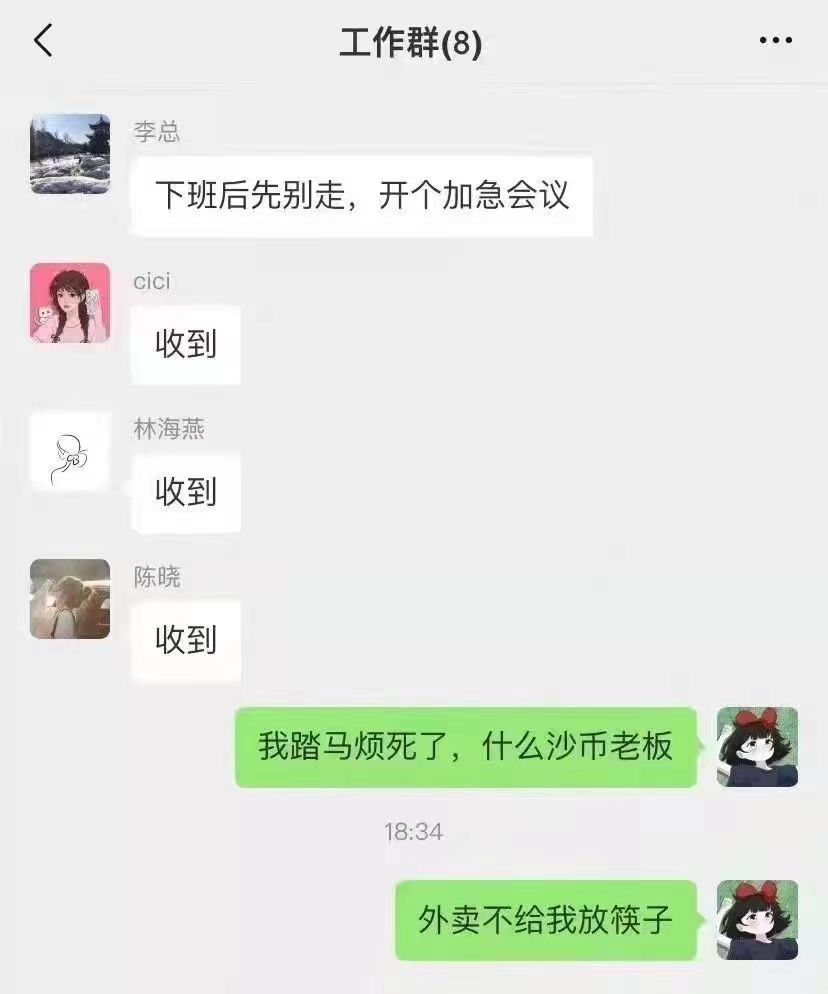 工作群(8)
李总
下班后先别走，开个加急会议
cici
收到
林海燕
收到
陈晓
收到
我踏马烦死了，什么沙币老板
18:34
外卖不给我放筷子